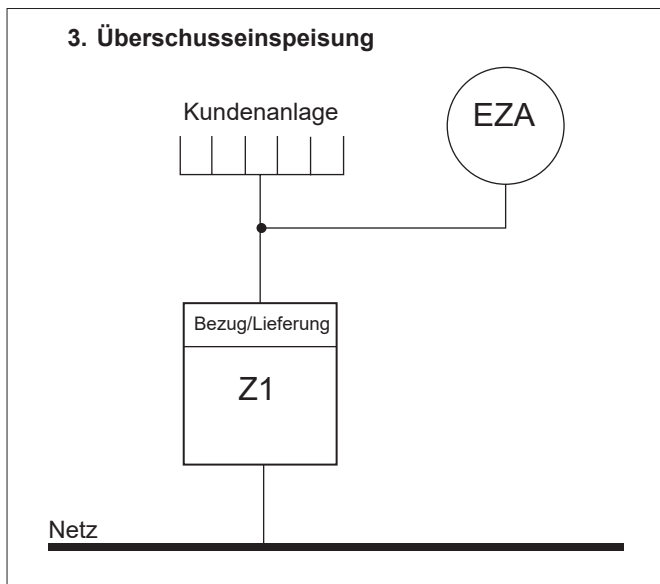 3. Überschusseinspeisung
Kundenanlage
EZA
Bezug/Lieferung
Z1
Netz